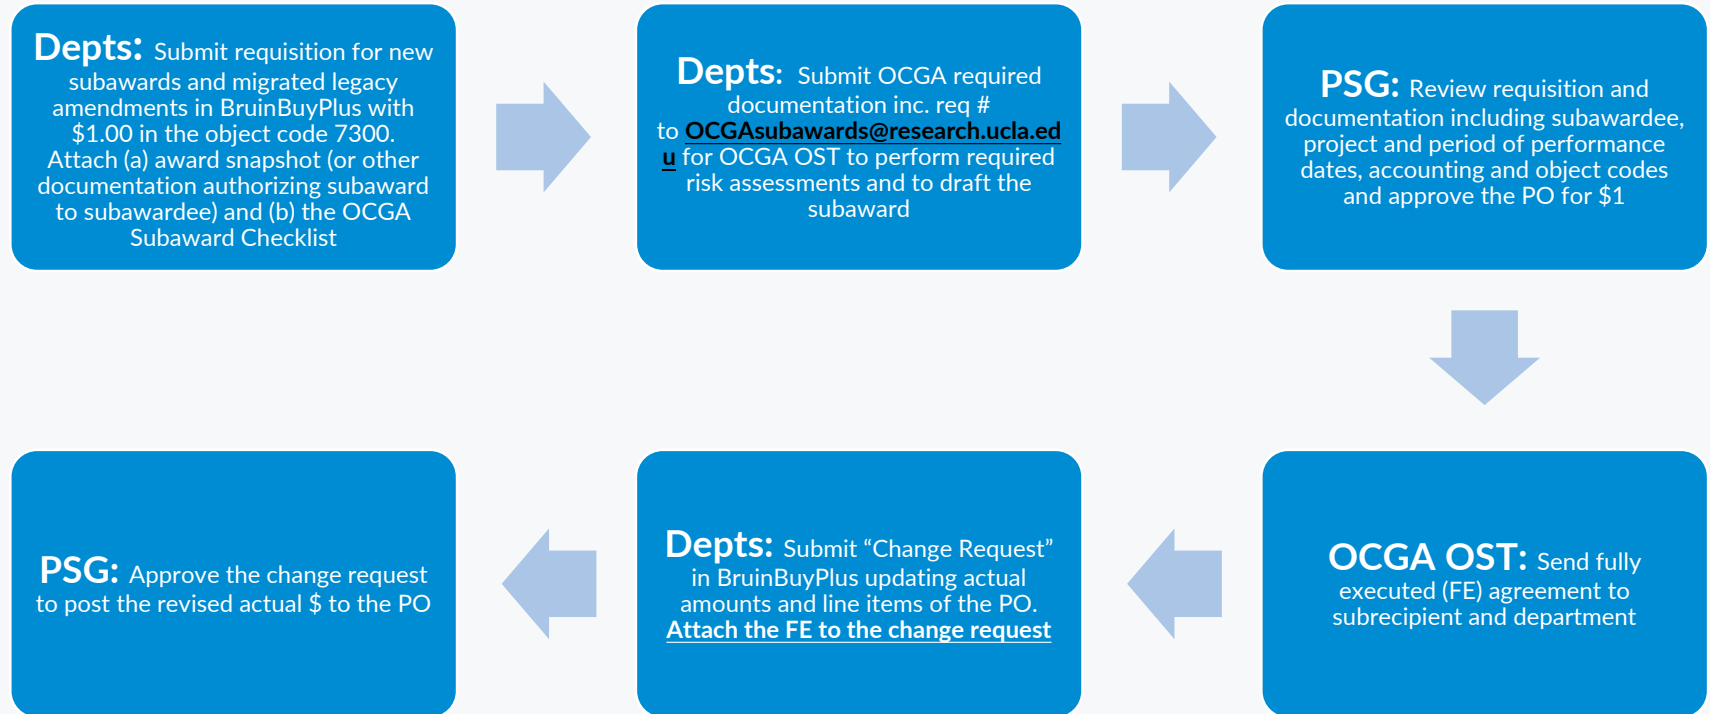 Depts: Submit requisition for new
subawards and migrated legacy
amendments in BruinBuyPlus with
$1.00 in the object code 7300.
Attach (a) award snapshot (or other
documentation authorizing subaward
to subawardee) and (b) the OCGA
Subaward Checklist
Depts: Submit OCGA required
documentation inc. req #
to OCGAsubawards@research.ucla.ed
u for OCGA OST to perform required
risk assessments and to draft the
subaward
PSG: Review requisition and
documentation including subawardee,
project and period of performance
dates, accounting and object codes
and approve the PO for $1
OCGA OST: Send fully
executed (FE) agreement to
subrecipient and department
Depts: Submit “Change Request”
in BruinBuyPlus updating actual
amounts and line items of the PO.
Attach the FE to the change request
PSG: Approve the change request
to post the revised actual $ to the PO